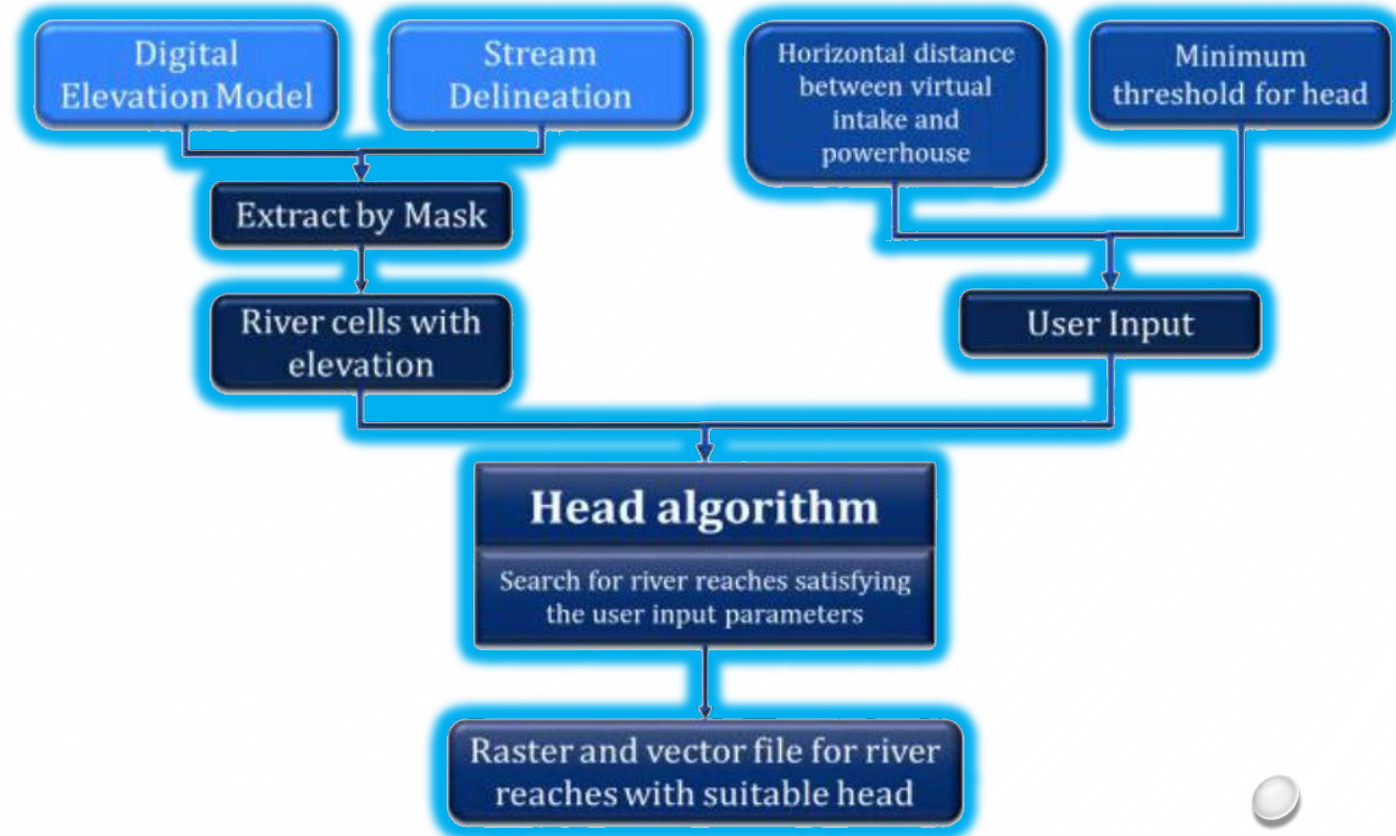 Digital
Elevation Model
Stream
Delineation
Horizontal distance
between virtual
intake and
powerhouse
Minimum
threshold for head
Extract by Mask
River cells with
elevation
User Input
Head algorithm
Search for river reaches satisfying
the user input parameters
Raster and vector file for river
reaches with suitable head